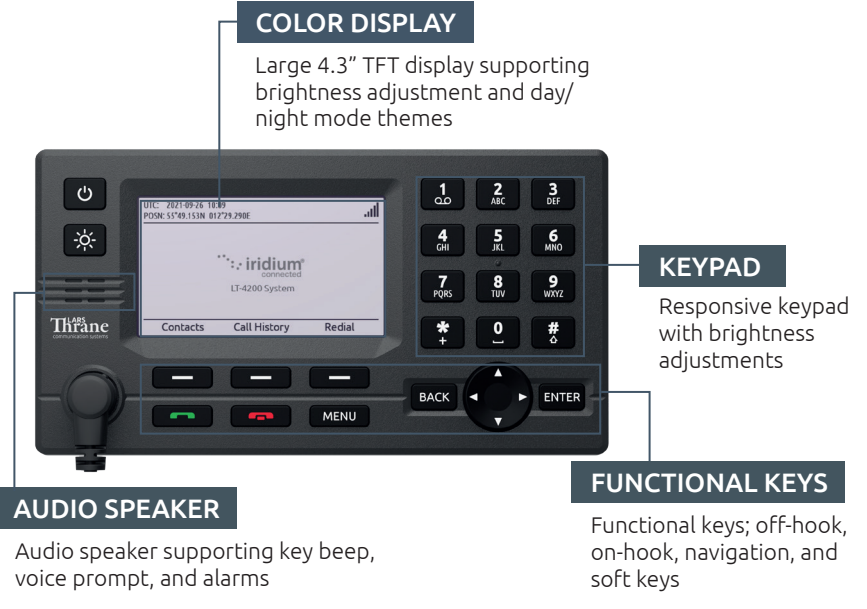 COLOR DISPLAY
Large 4.3” TFT display supporting
brightness adjustment and day/
night mode themes
UTC: 2021-09-26 10:09
POSN: 55°49.153N 012°29.290E
iridium®
connected
LT-4200 System
Contacts Call History Redial
LARS
Thrane
communication systems
1 2 ABC 3 DEF
4 GHI 5 JKL 6 MNO
7 PQRS 8 TUV 9 WXYZ
* + 0 #
BACK ENTER
MENU
KEYPAD
Responsive keypad
with brightness
adjustments
AUDIO SPEAKER
Audio speaker supporting key beep,
voice prompt, and alarms
FUNCTIONAL KEYS
Functional keys; off-hook,
on-hook, navigation, and
soft keys